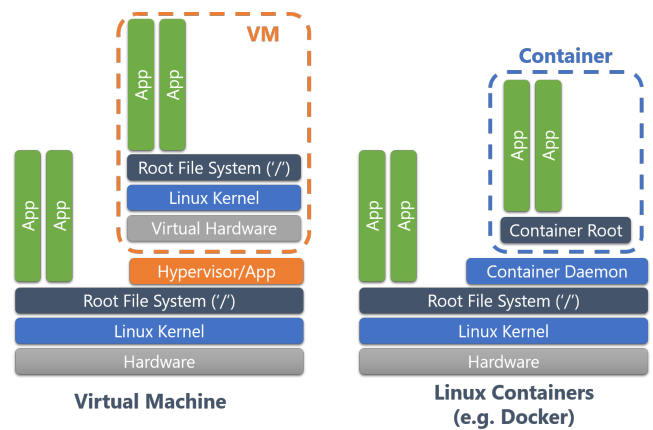 VM
App
App
Root File System (‘/’)
Linux Kernel
Virtual Hardware
App
App
Hypervisor/App
Root File System (‘/’)
Linux Kernel
Hardware
Virtual Machine
Container
App
App
Container Root
App
App
Container Daemon
Root File System (‘/’)
Linux Kernel
Hardware
Linux Containers
(e.g. Docker)